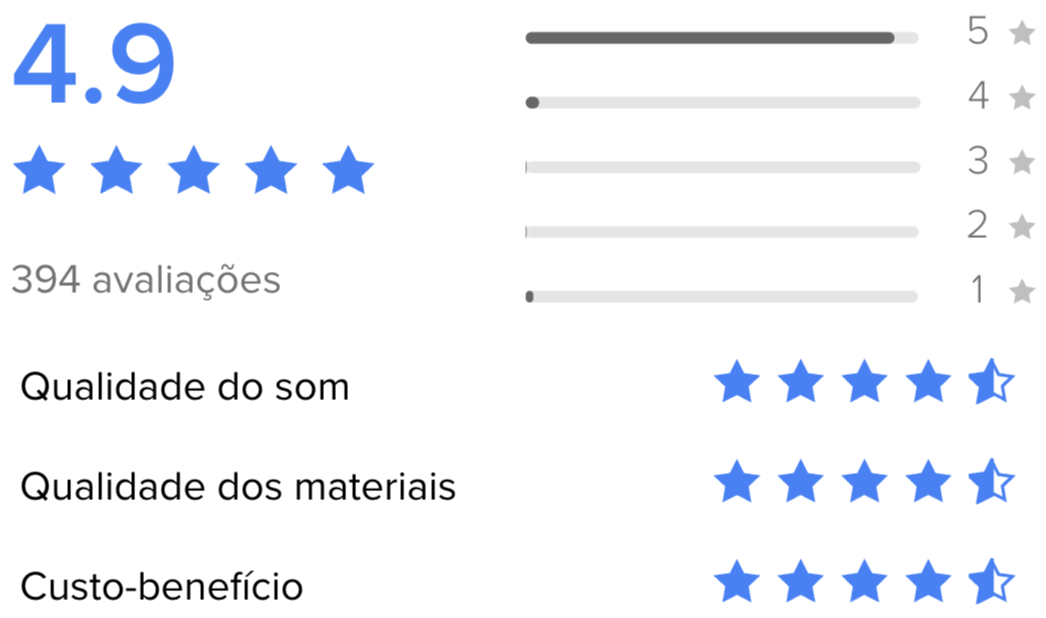 4.9
394 avaliações
5
4
3
2
1
Qualidade do som
Qualidade dos materiais
Custo-benefício